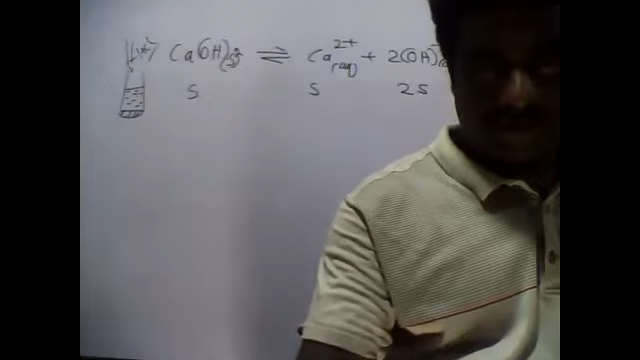 Ca(OH)₂ ⇌ Ca²⁺(aq) + 2(OH)⁻
S S 2S